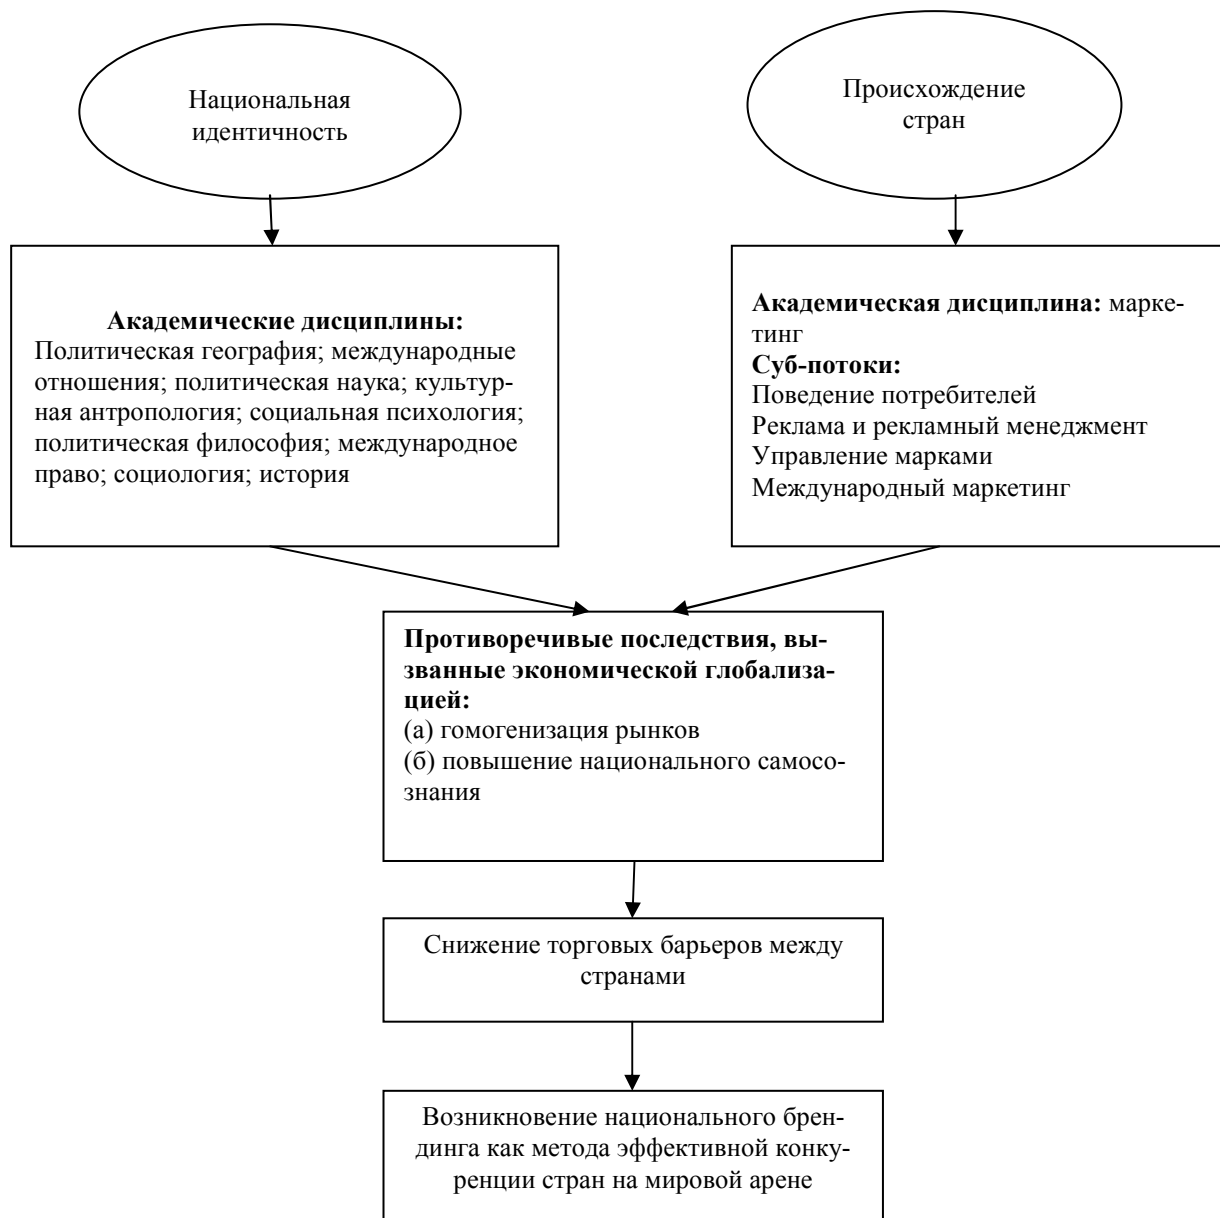 Национальная
идентичность
Происхождение
стран
Академические дисциплины:
Политическая география; международные
отношения; политическая наука; культур-
ная антропология; социальная психология;
политическая философия; международное
право; социология; история
Академическая дисциплина: марке-
тинг
Суб-потоки:
Поведение потребителей
Реклама и рекламный менеджмент
Управление марками
Международный маркетинг
Противоречивые последствия, вы-
званные экономической глобализа-
цией:
(а) гомогенизация рынков
(б) повышение национального самосо-
знания
Снижение торговых барьеров между
странами
Возникновение национального брен-
динга как метода эффективной конку-
ренции стран на мировой арене